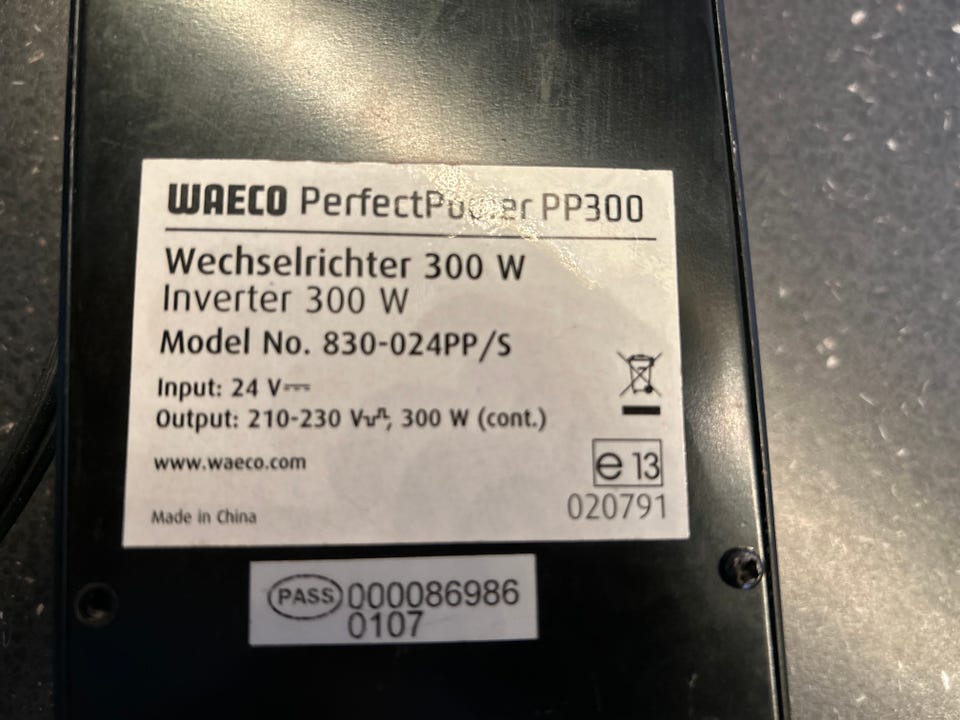 WAECO PerfectPower PP300
Wechselrichter 300 W
Inverter 300 W
Model No. 830-024PP/S
Input: 24 V
Output: 210-230 V, 300 W (cont.)
www.waeco.com
e 13
Made in China
020791
PASS 000086986
0107